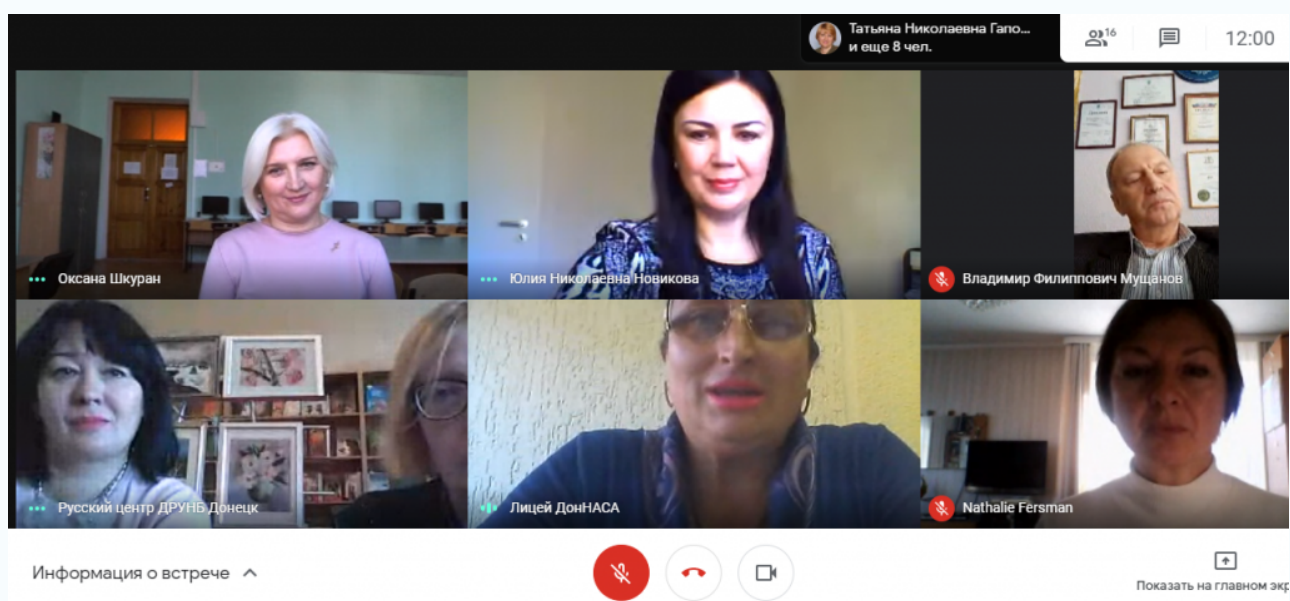 Татьяна Николаевна Гапо...
и еще 8 чел.
16
12:00
Оксана Шкуран
Юлия Николаевна Новикова
Владимир Филиппович Мущанов
Русский центр ДРУНБ Донецк
Лицей ДонНАСА
Nathalie Fersman
Информация о встрече
Показать на главном экр